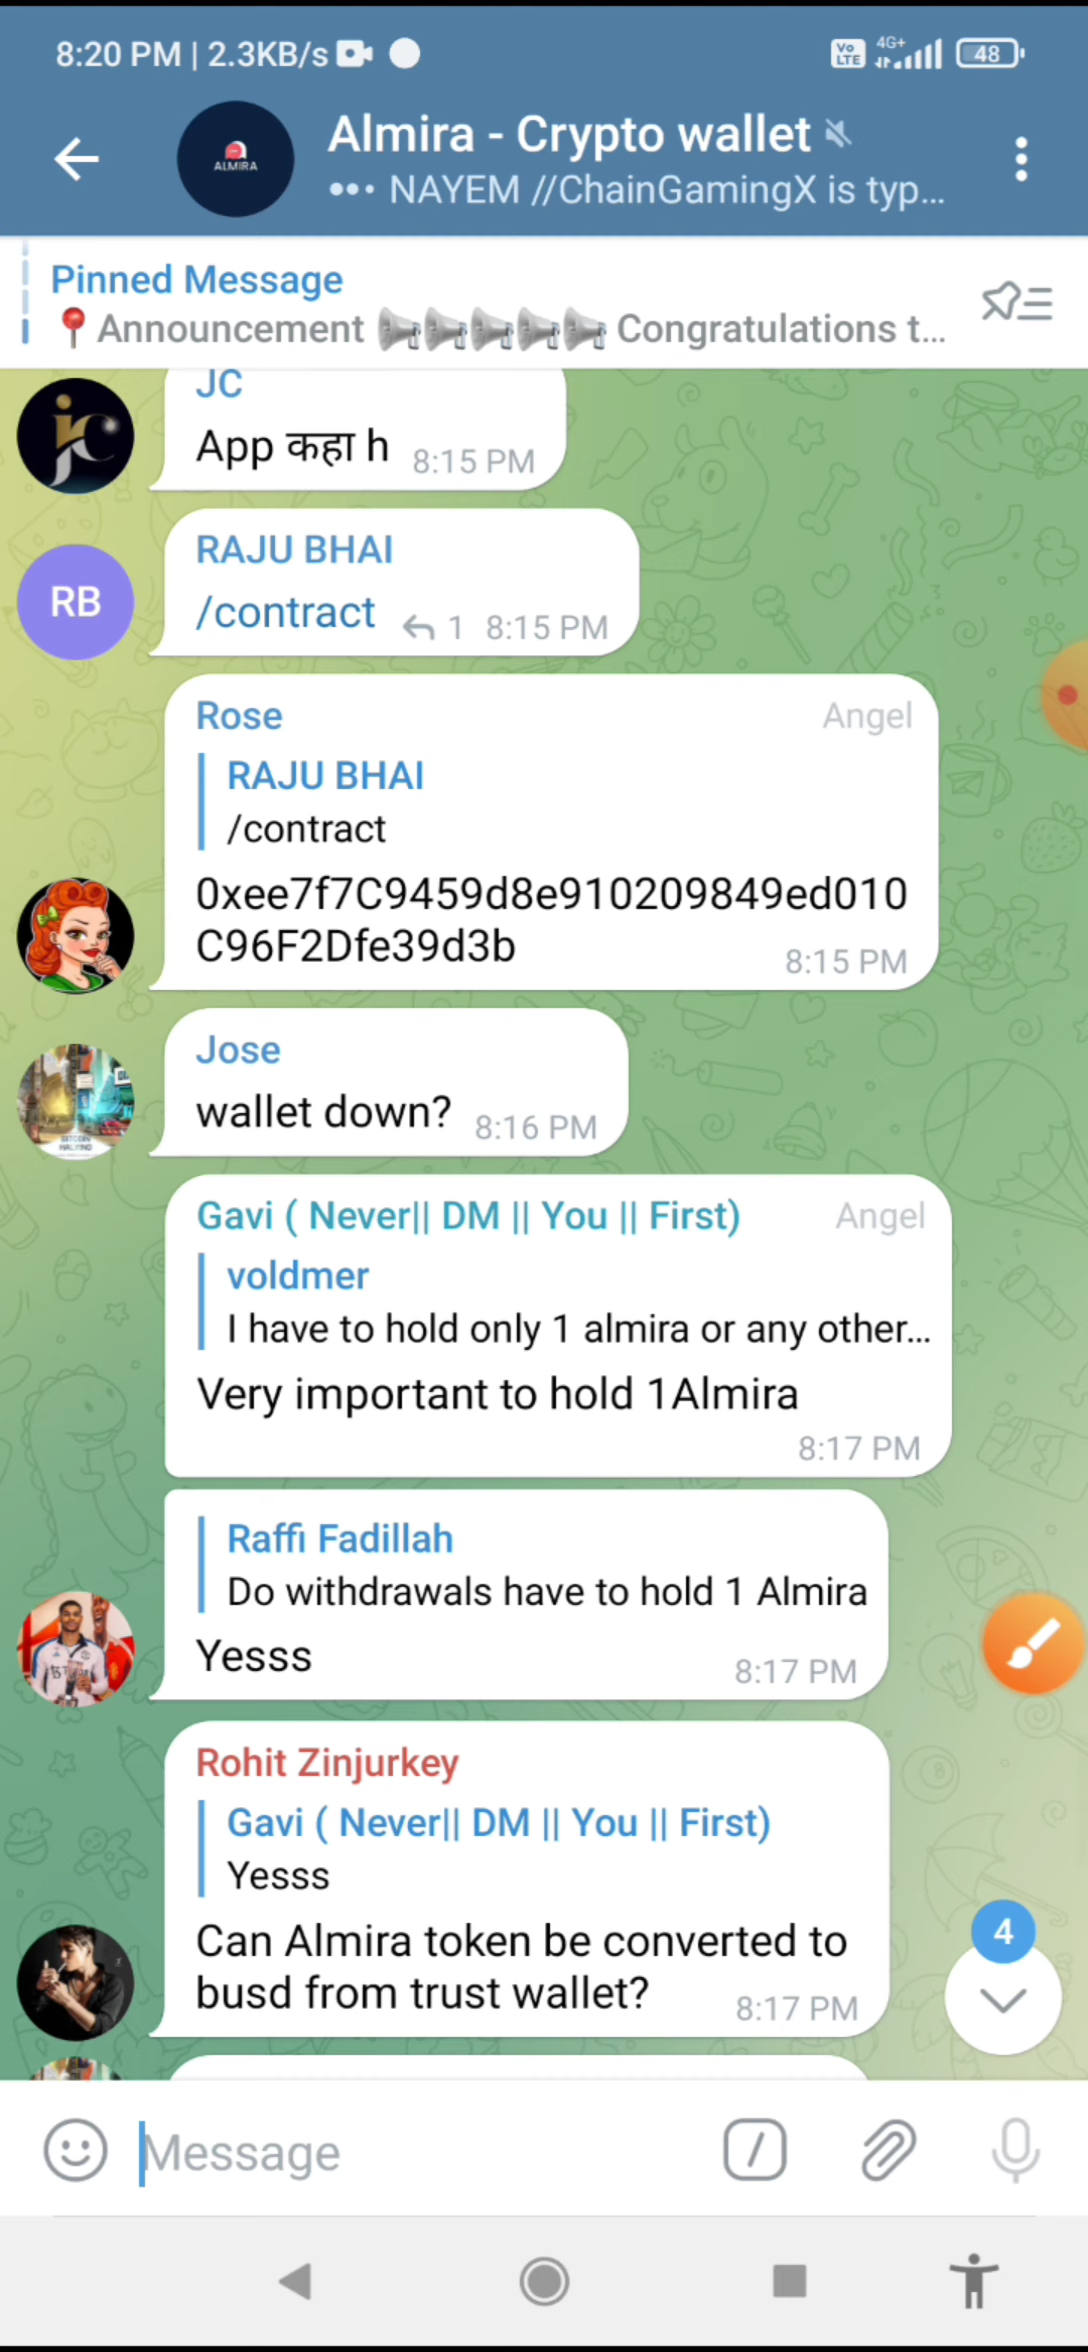 8:20 PM | 2.3KB/s
Vo LTE 4G+ 48
ALMIRA
Almira - Crypto wallet
NAYEM //ChainGamingX is typ...
Pinned Message
📍Announcement 📢📢📢📢📢 Congratulations t...
JC
App कहा h 8:15 PM
RAJU BHAI
RB
/contract 1 8:15 PM
Rose Angel
RAJU BHAI
/contract
0xee7f7C9459d8e910209849ed010
C96F2Dfe39d3b
8:15 PM
Jose
wallet down? 8:16 PM
Gavi ( Never|| DM || You || First) Angel
voldmer
I have to hold only 1 almira or any other...
Very important to hold 1Almira
8:17 PM
Raffi Fadillah
Do withdrawals have to hold 1 Almira
Yesss
8:17 PM
Rohit Zinjurkey
Gavi ( Never|| DM || You || First)
Yesss
Can Almira token be converted to
busd from trust wallet? 8:17 PM
4
Message